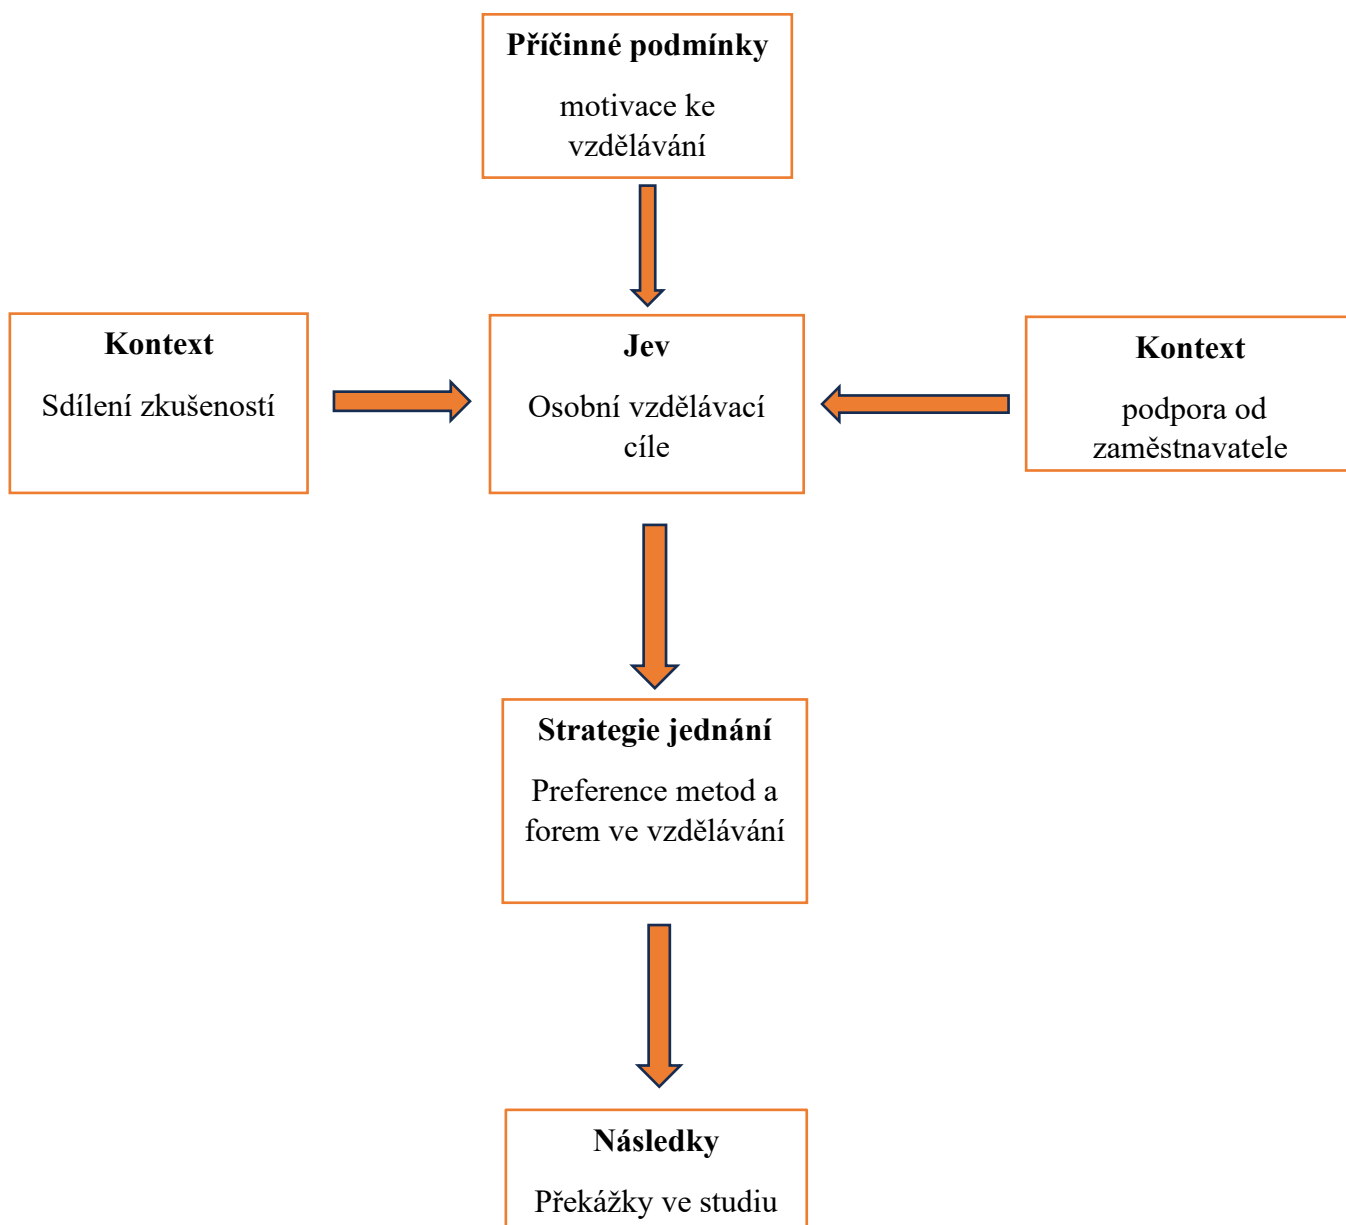 Příčinné podmínky
motivace ke
vzdělávání
Kontext
Sdílení zkušeností
Jev
Osobní vzdělávací
cíle
Kontext
podpora od
zaměstnavatele
Strategie jednání
Preference metod a
forem ve vzdělávání
Následky
Překážky ve studiu